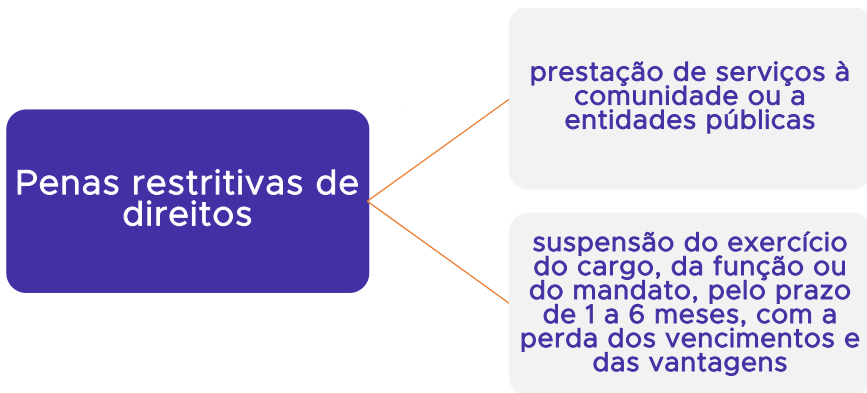 Penas restritivas de
direitos
prestação de serviços à
comunidade ou a
entidades públicas
suspensão do exercício
do cargo, da função ou
do mandato, pelo prazo
de 1 a 6 meses, com a
perda dos vencimentos e
das vantagens